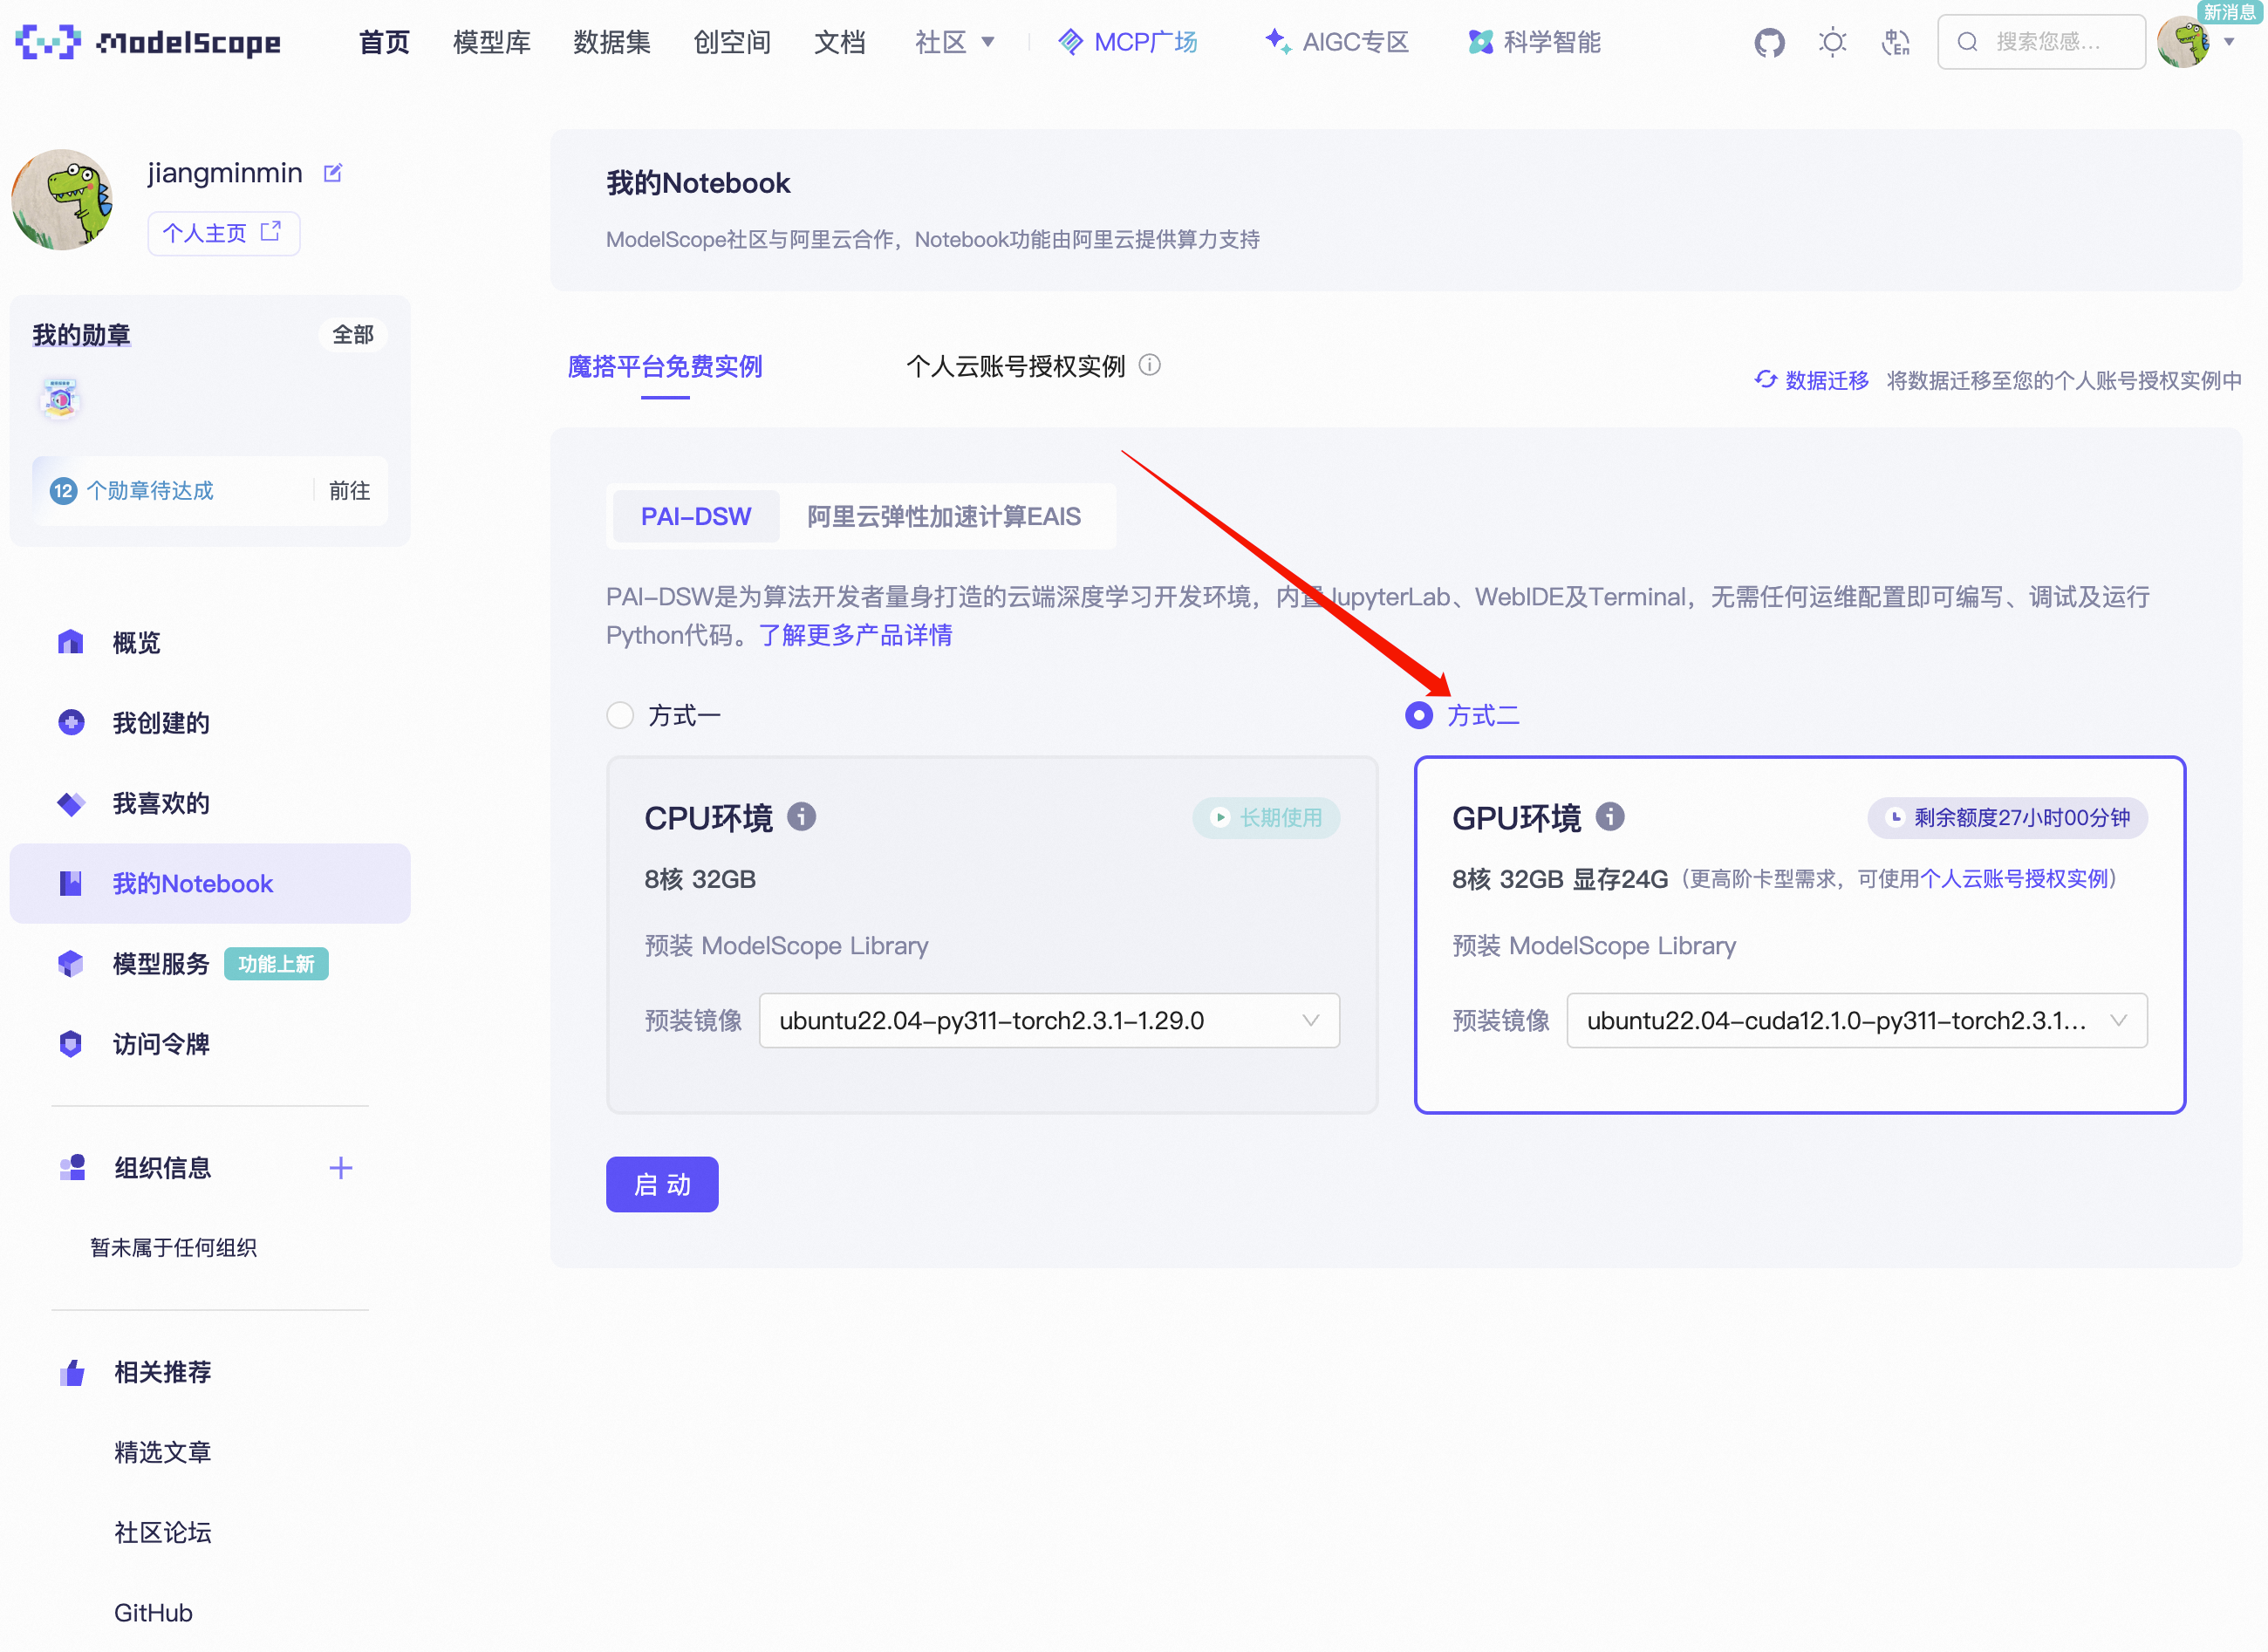 ModelScope
首页
模型库
数据集
创空间
文档
社区
MCP广场
AIGC专区
科学智能
中 En
搜索您感...
新消息
jiangminmin
个人主页
我的勋章
全部
12 个勋章待达成
前往
概览
我创建的
我喜欢的
我的Notebook
模型服务 功能上新
访问令牌
组织信息
暂未属于任何组织
相关推荐
精选文章
社区论坛
GitHub
我的Notebook
ModelScope社区与阿里云合作，Notebook功能由阿里云提供算力支持
魔搭平台免费实例
个人云账号授权实例
数据迁移 将数据迁移至您的个人账号授权实例中
PAI-DSW
阿里云弹性加速计算EAIS
PAI-DSW是为算法开发者量身打造的云端深度学习开发环境，内置JupyterLab、WebIDE及Terminal，无需任何运维配置即可编写、调试及运行
Python代码。了解更多产品详情
方式一
CPU环境
长期使用
8核 32GB
预装 ModelScope Library
预装镜像 ubuntu22.04-py311-torch2.3.1-1.29.0
方式二
GPU环境
剩余额度27小时00分钟
8核 32GB 显存24G（更高阶卡型需求，可使用个人云账号授权实例）
预装 ModelScope Library
预装镜像 ubuntu22.04-cuda12.1.0-py311-torch2.3.1...
启 动